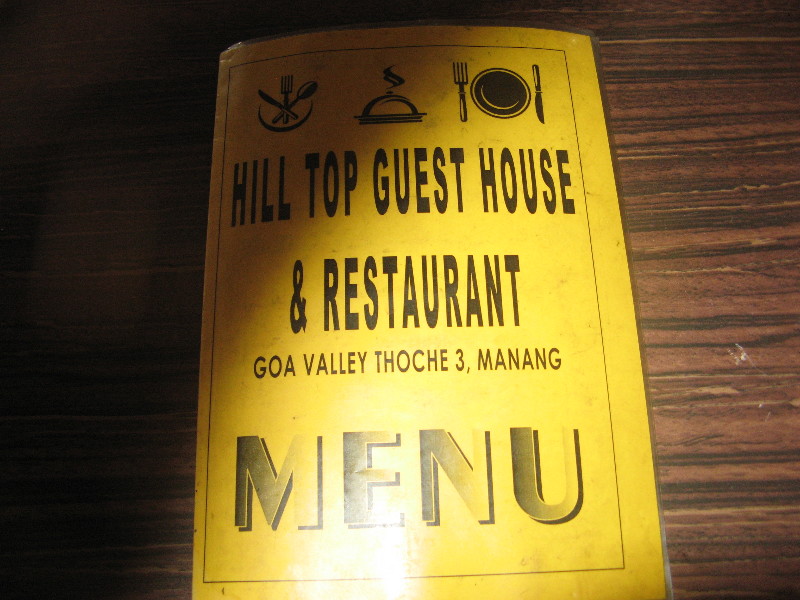 HILL TOP GUEST HOUSE
& RESTAURANT
GOA VALLEY THOCHE 3, MANANG
MENU